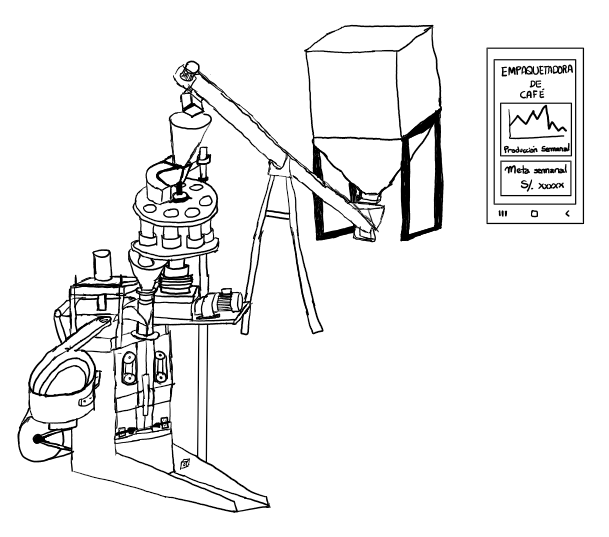 EMPAQUETADORA
DE
CAFÉ
Producción Semanal
Meta semanal
S/. xxxxx